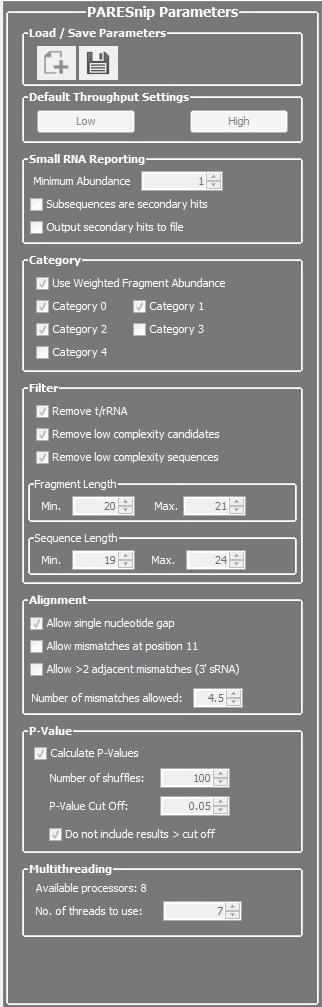 PARESnip Parameters
Load / Save Parameters
Default Throughput Settings
Low High
Small RNA Reporting
Minimum Abundance 1
Subsequences are secondary hits
Output secondary hits to file
Category
Use Weighted Fragment Abundance
Category 0 Category 1
Category 2 Category 3
Category 4
Filter
Remove t/rRNA
Remove low complexity candidates
Remove low complexity sequences
Fragment Length
Min. 20 Max. 21
Sequence Length
Min. 19 Max. 24
Alignment
Allow single nucleotide gap
Allow mismatches at position 11
Allow >2 adjacent mismatches (3' sRNA)
Number of mismatches allowed: 4.5
P-Value
Calculate P-Values
Number of shuffles: 100
P-Value Cut Off: 0.05
Do not include results > cut off
Multithreading
Available processors: 8
No. of threads to use: 7